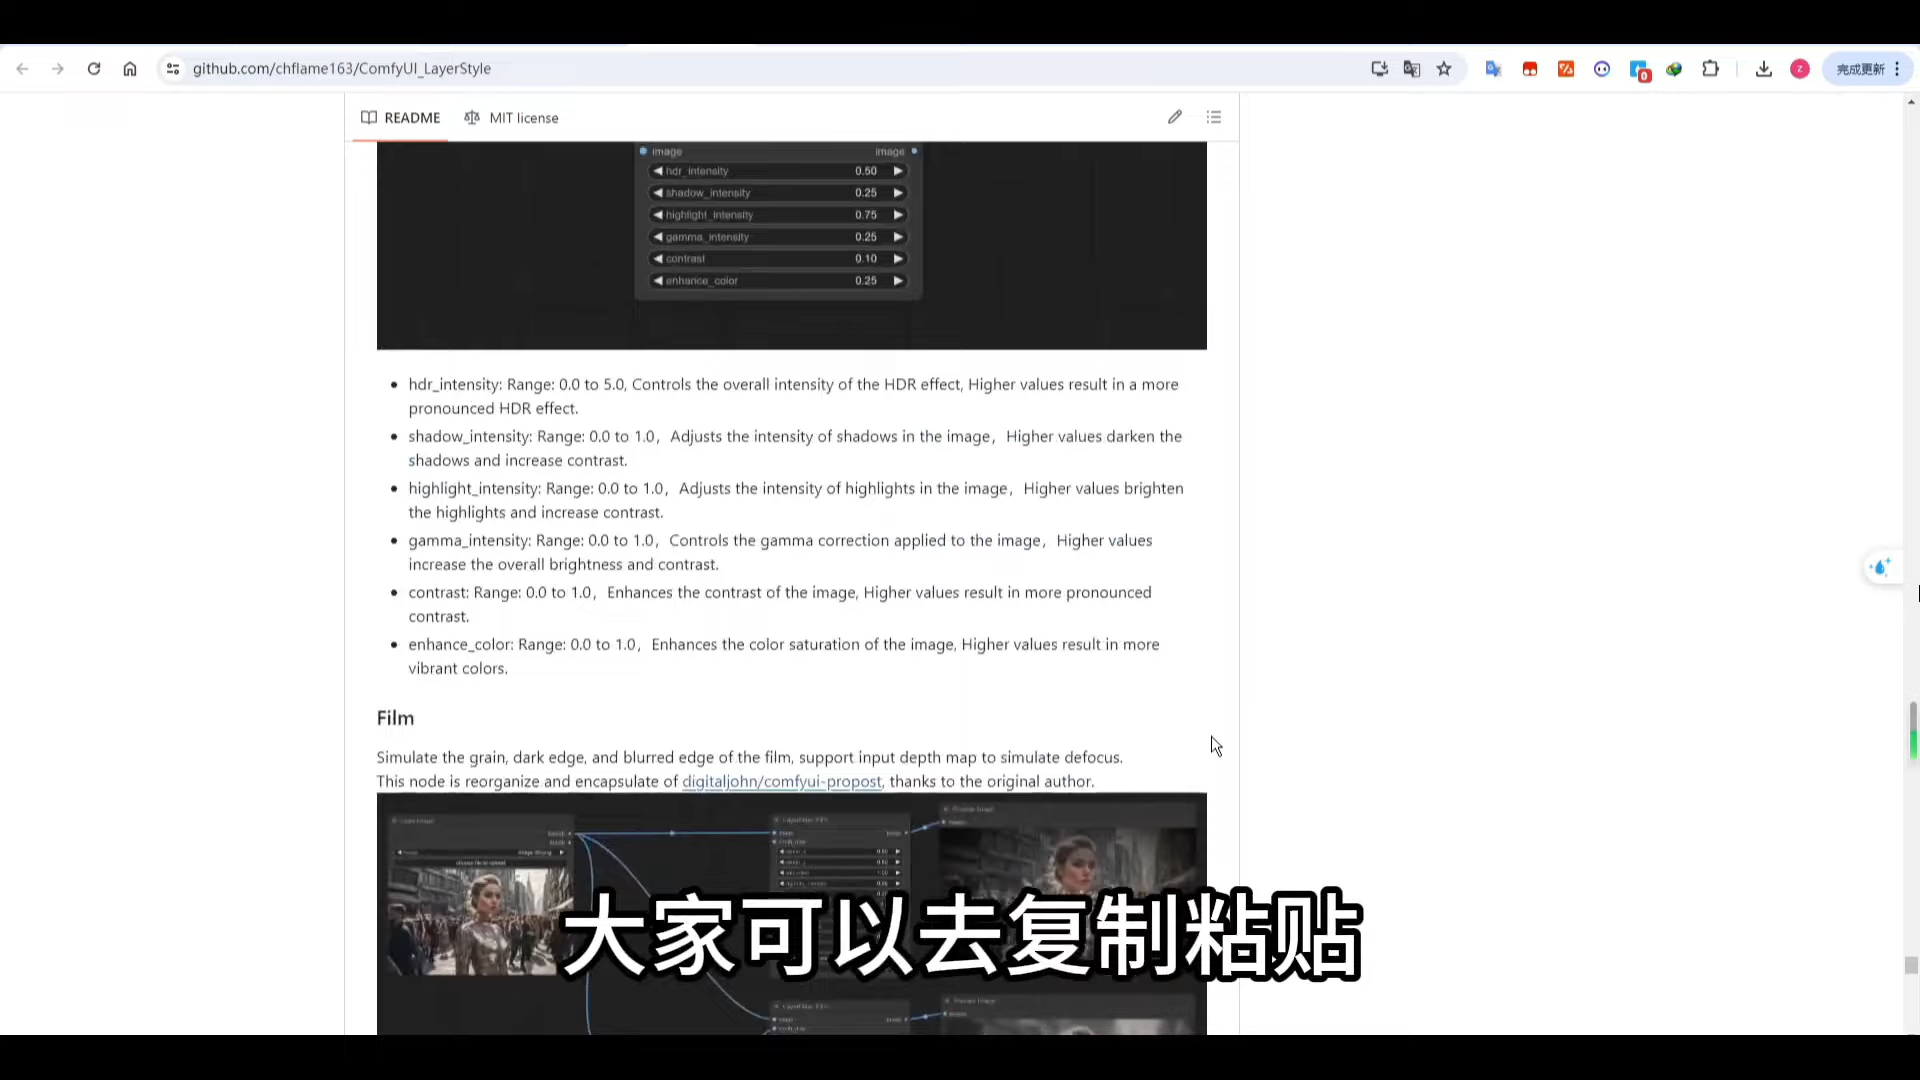 github.com/chflame163/ComfyUI_LayerStyle
完成更新
0
z
README
MIT license
image
image
hdr_intensity 0.50
shadow_intensity 0.25
highlight_intensity 0.75
gamma_intensity 0.25
contrast 0.10
enhance_color 0.25
hdr_intensity: Range: 0.0 to 5.0, Controls the overall intensity of the HDR effect, Higher values result in a more
pronounced HDR effect.
shadow_intensity: Range: 0.0 to 1.0，Adjusts the intensity of shadows in the image，Higher values darken the
shadows and increase contrast.
highlight_intensity: Range: 0.0 to 1.0，Adjusts the intensity of highlights in the image，Higher values brighten
the highlights and increase contrast.
gamma_intensity: Range: 0.0 to 1.0，Controls the gamma correction applied to the image，Higher values
increase the overall brightness and contrast.
contrast: Range: 0.0 to 1.0，Enhances the contrast of the image, Higher values result in more pronounced
contrast.
enhance_color: Range: 0.0 to 1.0，Enhances the color saturation of the image, Higher values result in more
vibrant colors.
Film
Simulate the grain, dark edge, and blurred edge of the film, support input depth map to simulate defocus.
This node is reorganize and encapsulate of digitaljohn/comfyui-propost, thanks to the original author.
大家可以去复制粘贴